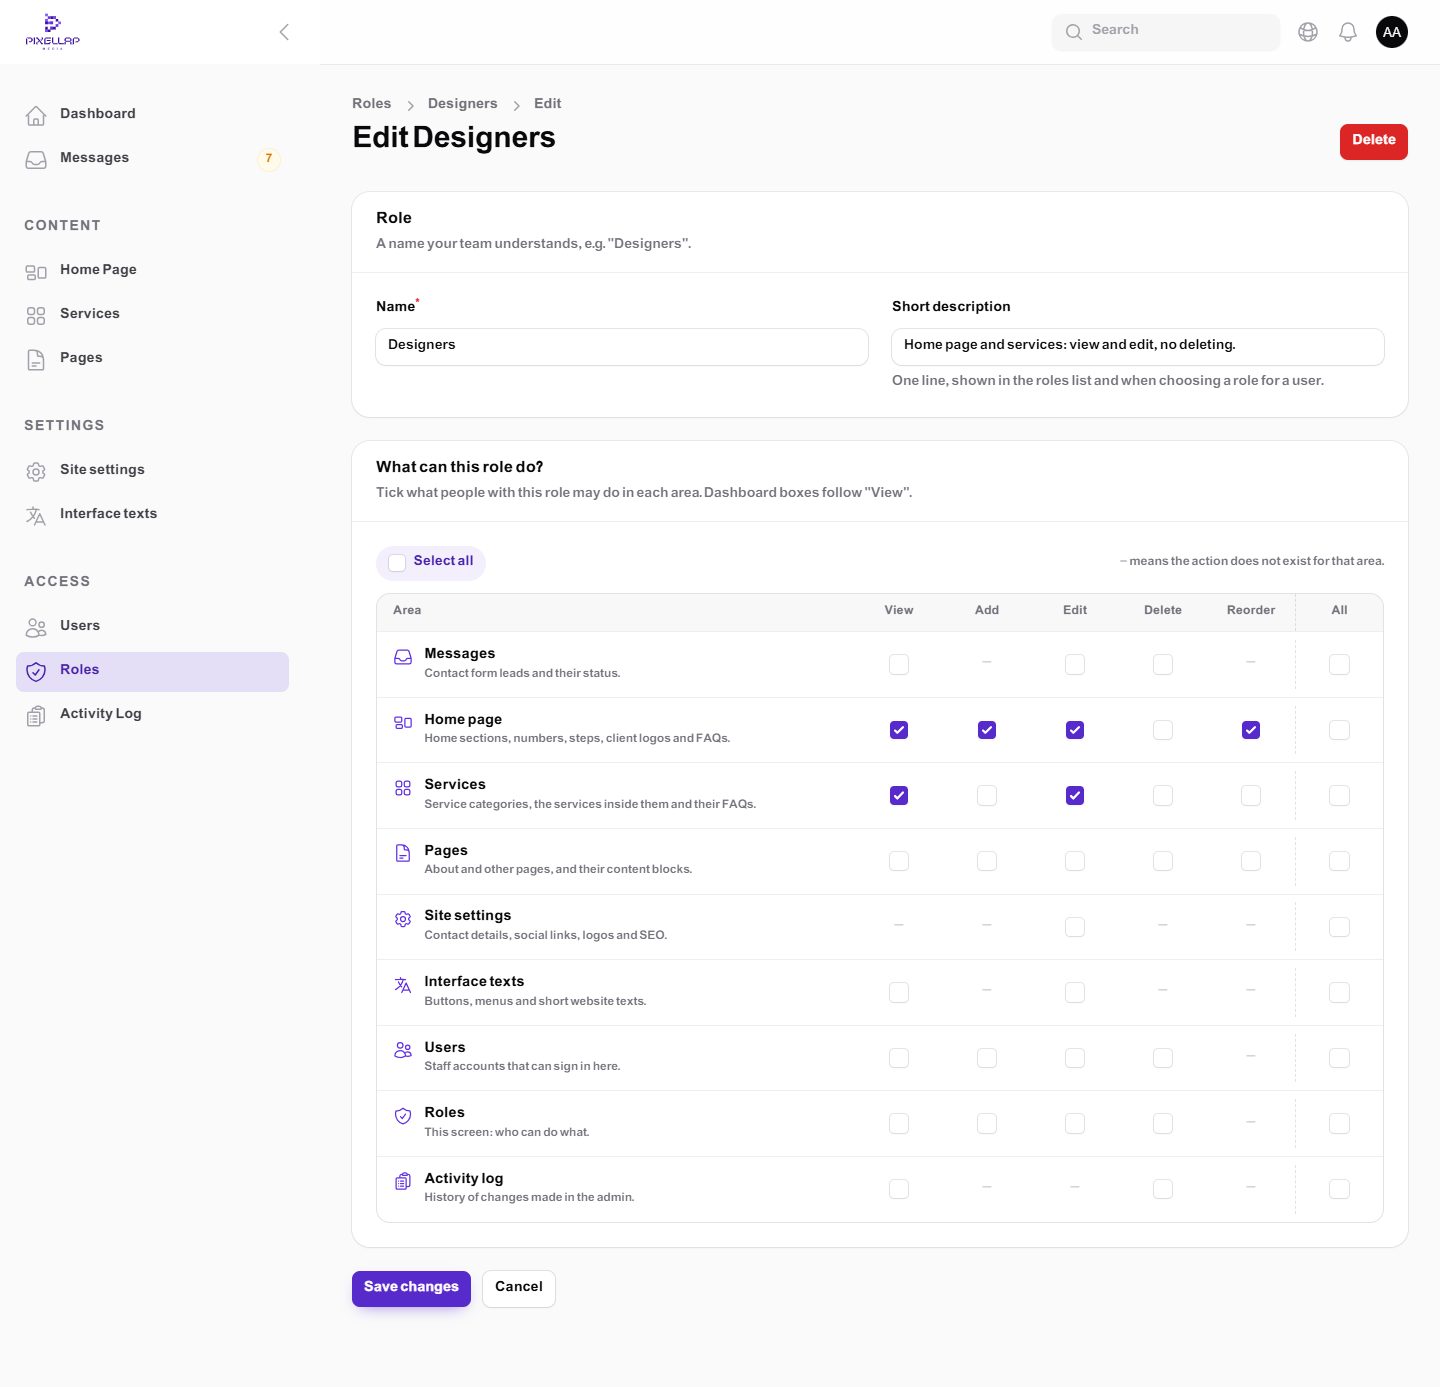 PIXELLAP
MEDIA
Search
AA
Dashboard
Messages 7
CONTENT
Home Page
Services
Pages
SETTINGS
Site settings
Interface texts
ACCESS
Users
Roles
Activity Log
Roles > Designers > Edit
Edit Designers
Delete
Role
A name your team understands, e.g. "Designers".
Name*
Designers
Short description
Home page and services: view and edit, no deleting.
One line, shown in the roles list and when choosing a role for a user.
What can this role do?
Tick what people with this role may do in each area. Dashboard boxes follow "View".
Select all
– means the action does not exist for that area.
Area View Add Edit Delete Reorder All
Messages
Contact form leads and their status.
– –
Home page
Home sections, numbers, steps, client logos and FAQs.
Services
Service categories, the services inside them and their FAQs.
Pages
About and other pages, and their content blocks.
Site settings
Contact details, social links, logos and SEO.
– – – –
Interface texts
Buttons, menus and short website texts.
– – –
Users
Staff accounts that can sign in here.
–
Roles
This screen: who can do what.
–
Activity log
History of changes made in the admin.
– – –
Save changes
Cancel